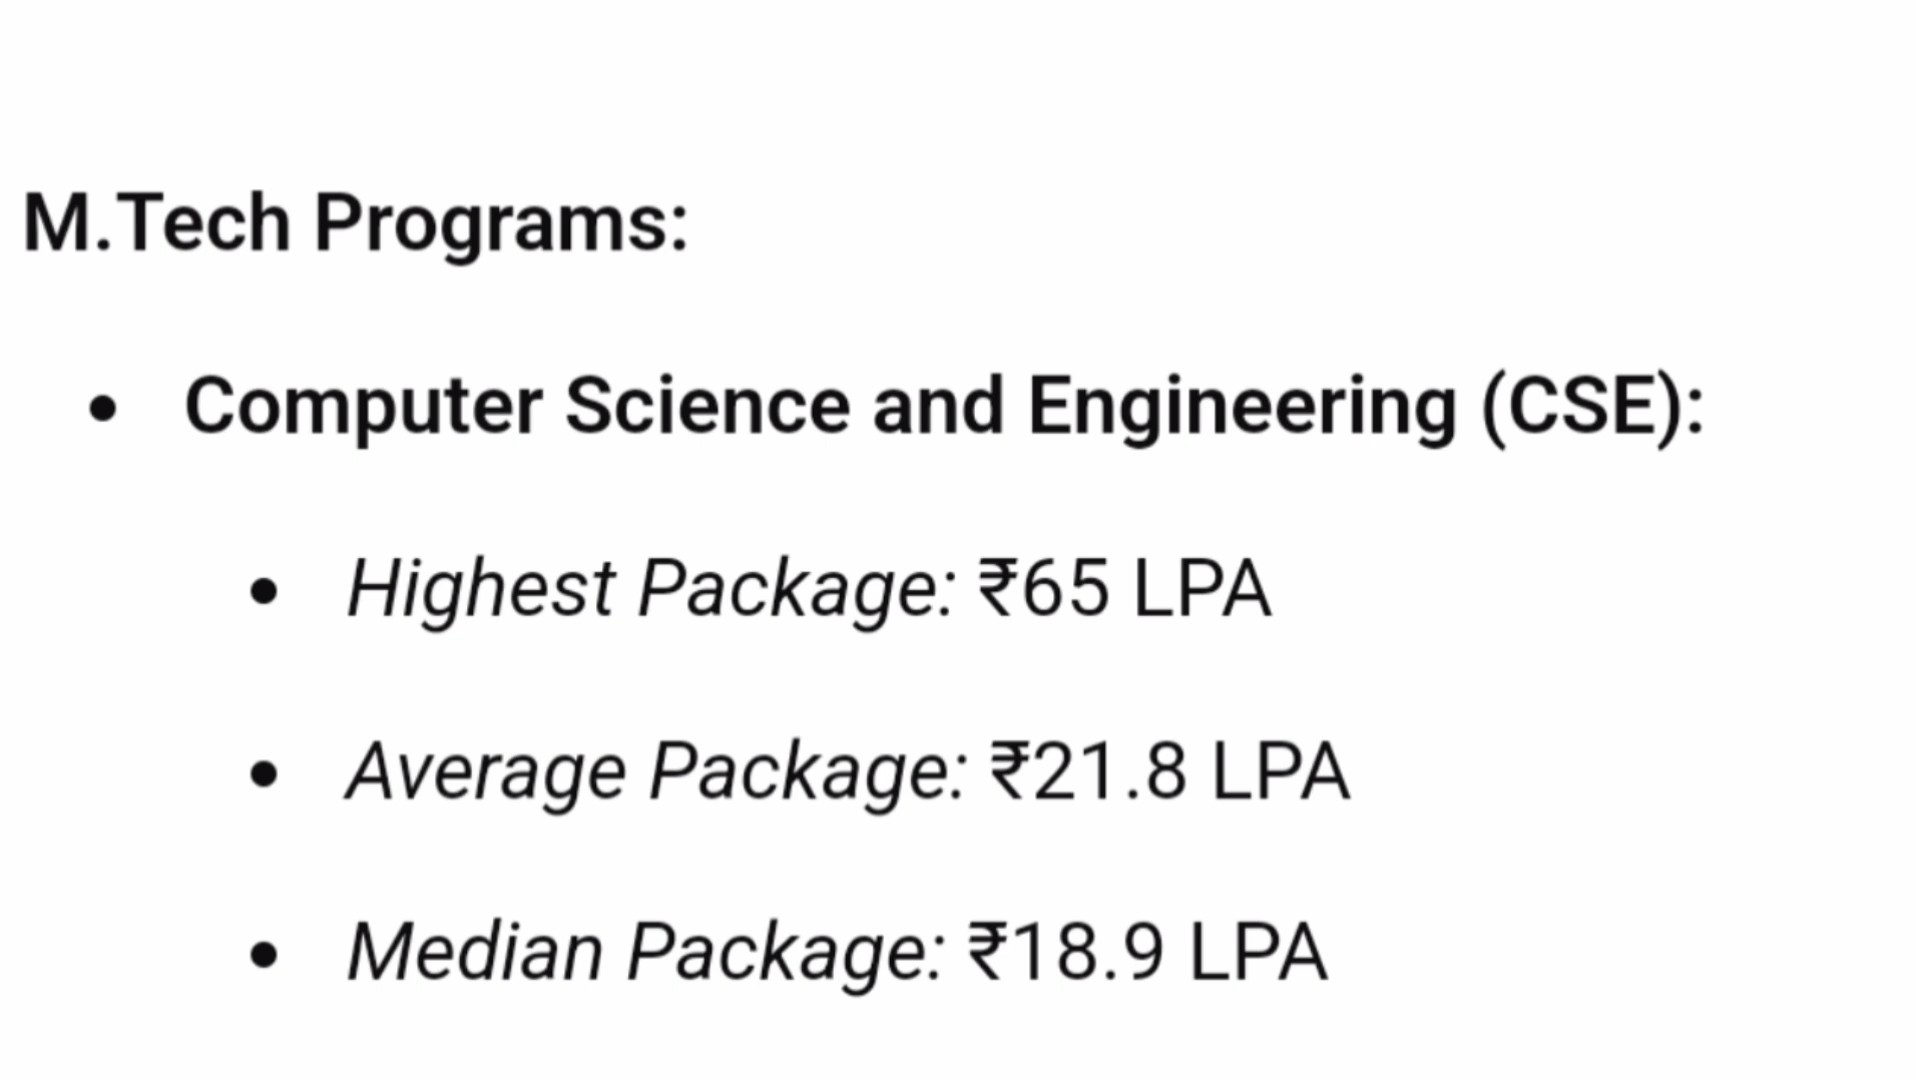 M.Tech Programs:
• Computer Science and Engineering (CSE):
• Highest Package: ₹65 LPA
• Average Package: ₹21.8 LPA
• Median Package: ₹18.9 LPA